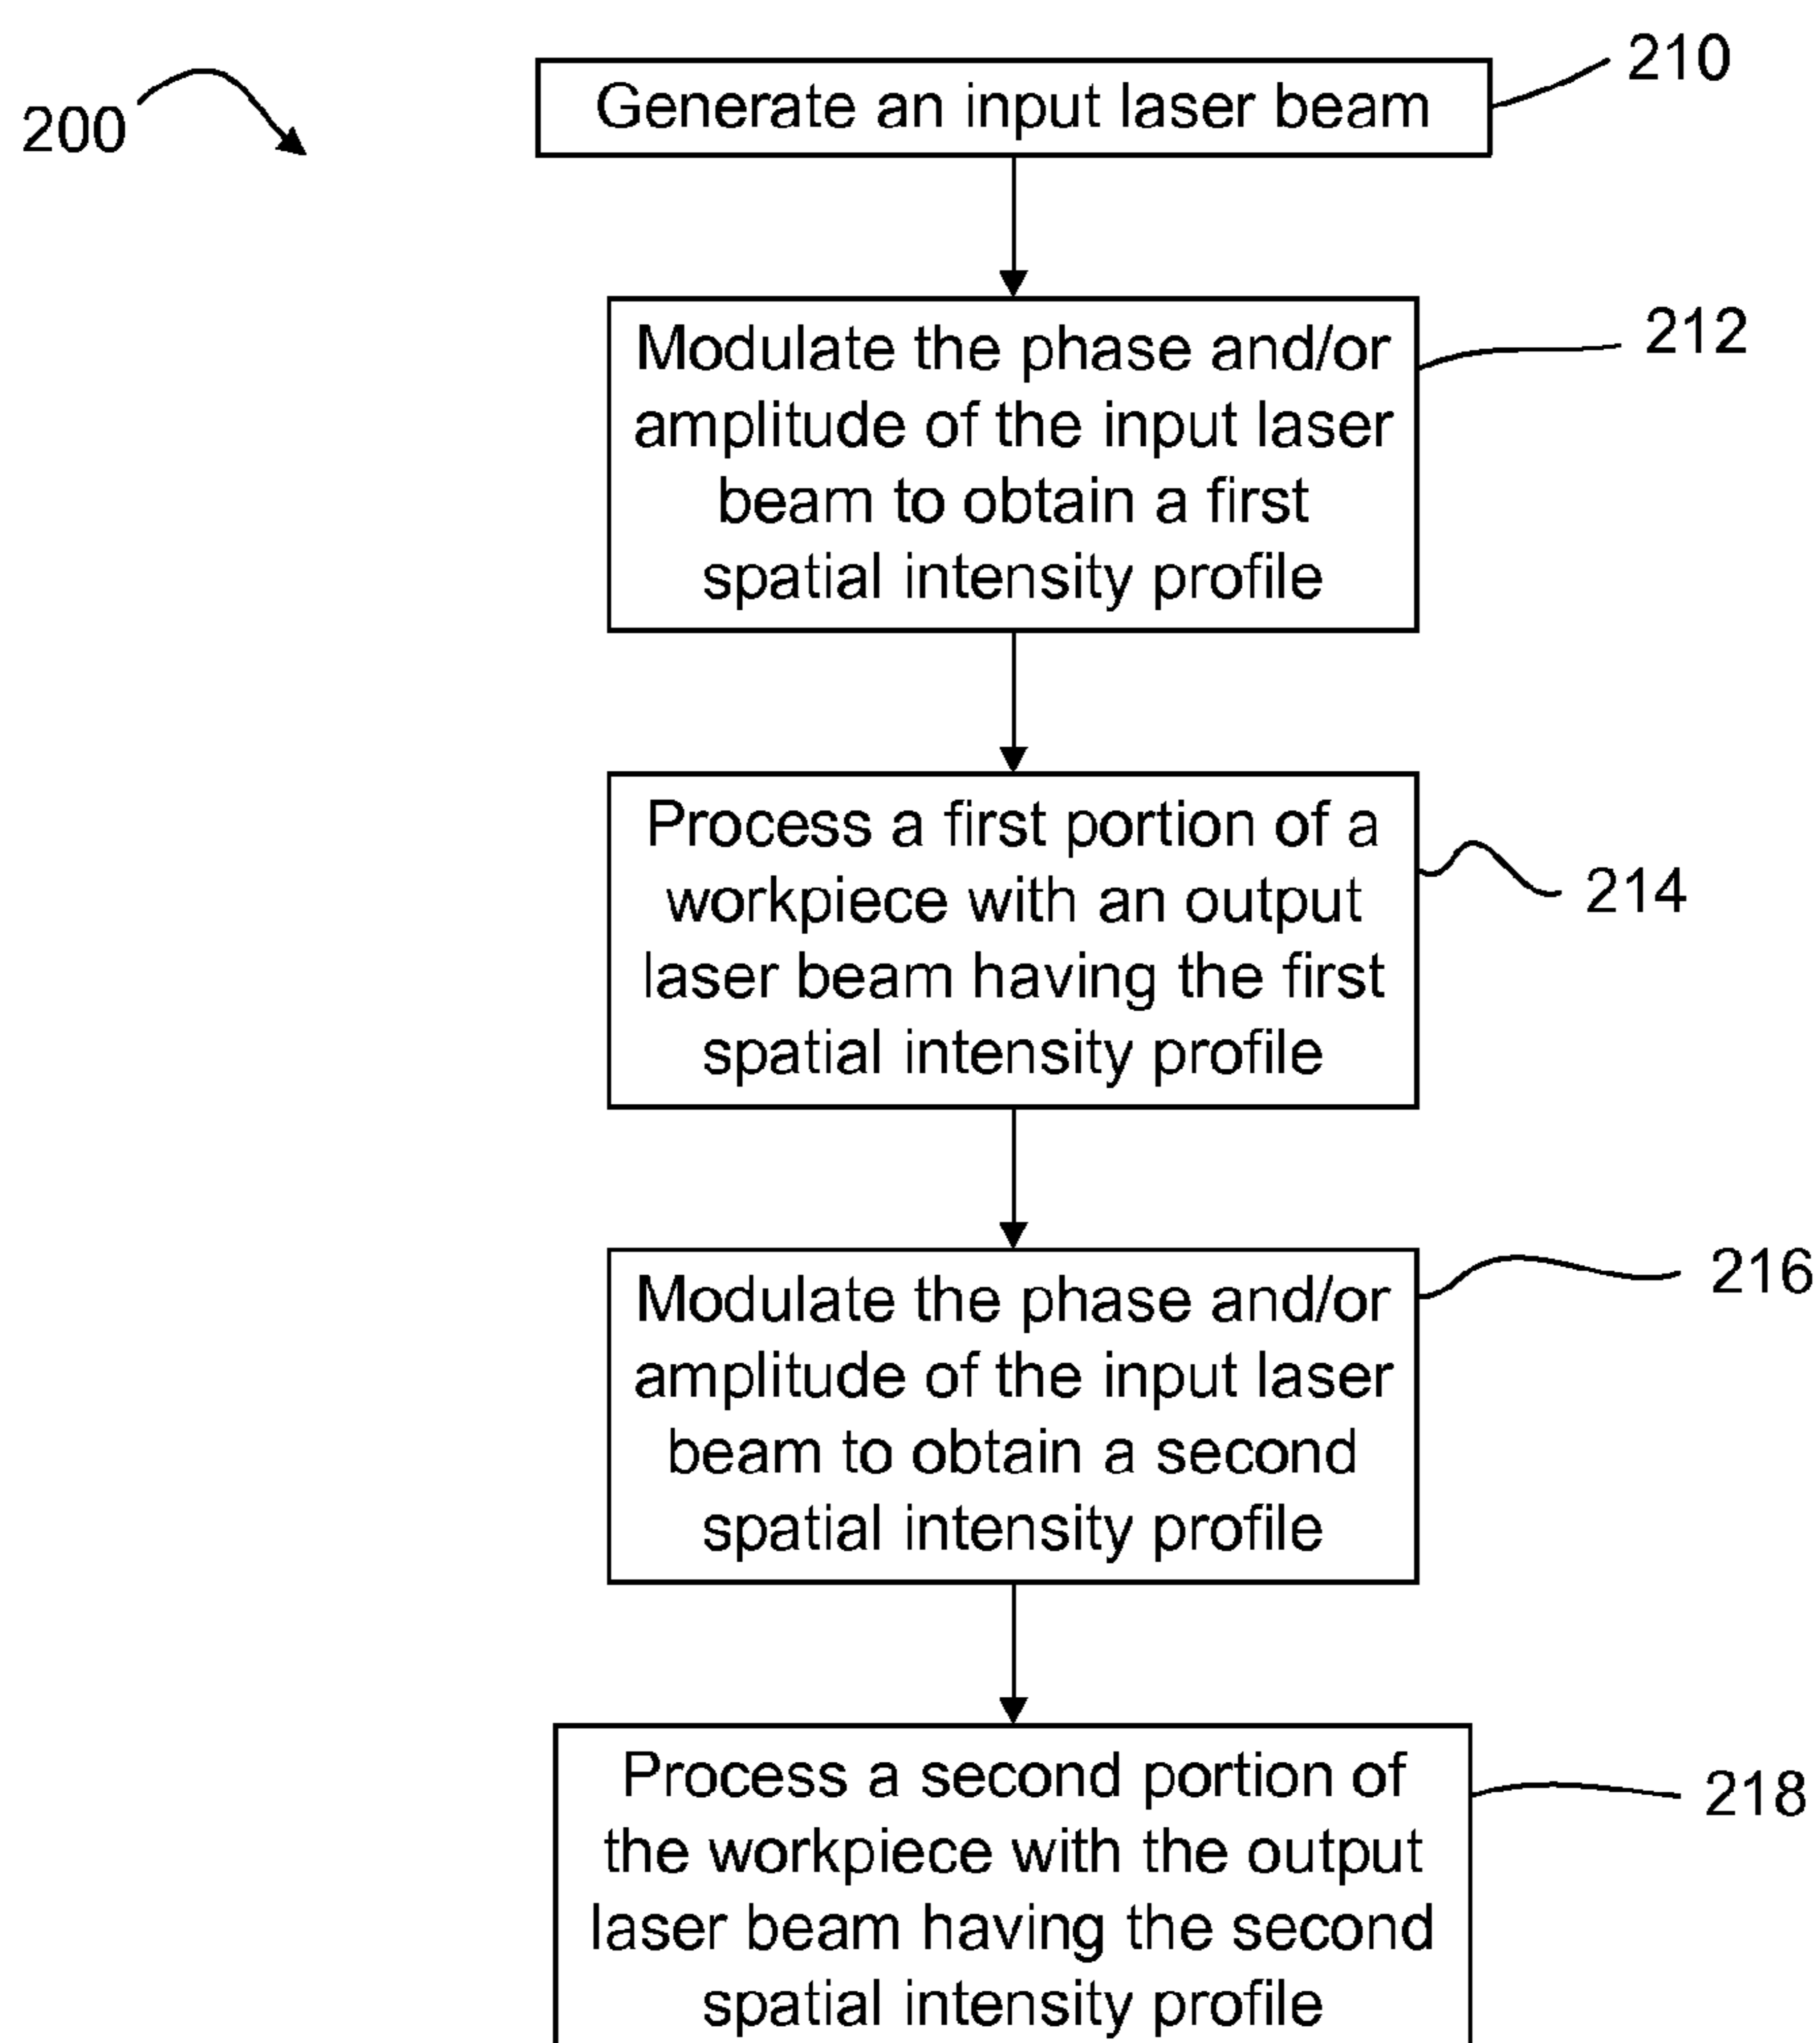 200
Generate an input laser beam
210
Modulate the phase and/or
amplitude of the input laser
beam to obtain a first
spatial intensity profile
212
Process a first portion of a
workpiece with an output
laser beam having the first
spatial intensity profile
214
Modulate the phase and/or
amplitude of the input laser
beam to obtain a second
spatial intensity profile
216
Process a second portion of
the workpiece with the output
laser beam having the second
spatial intensity profile
218